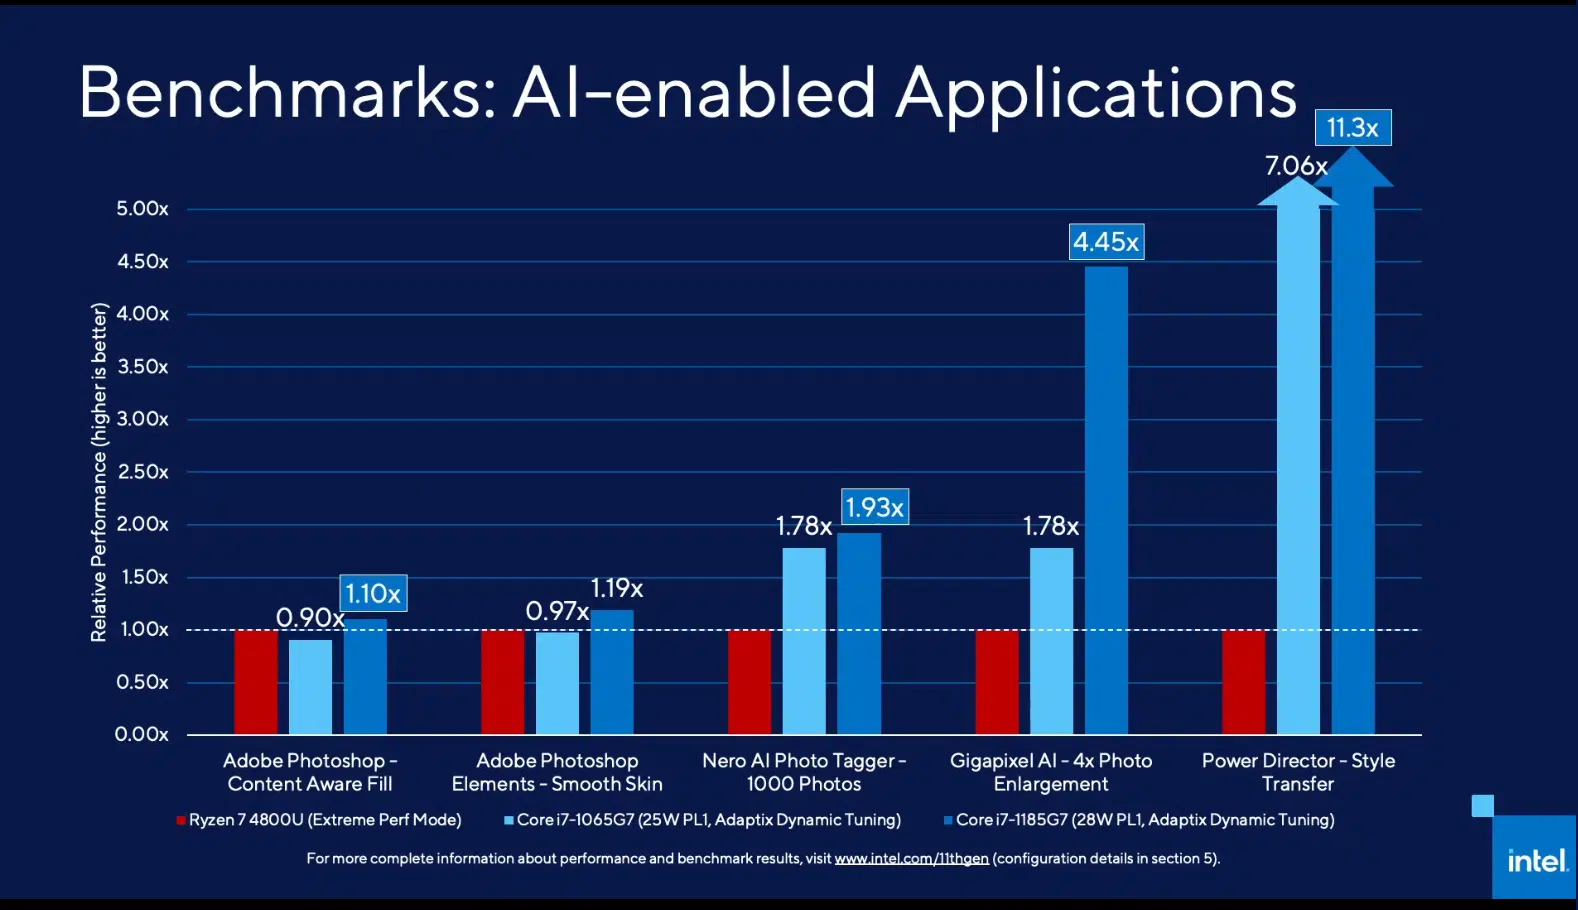 Benchmarks: AI-enabled Applications
11.3x
7.06x
5.00x
4.45x
4.50x
4.00x
3.50x
3.00x
2.50x
1.93x
1.78x
1.78x
2.00x
1.50x
1.10x
1.19x
0.90x
0.97x
1.00x
0.50x
0.00x
Relative Performance (higher is better)
Adobe Photoshop -
Content Aware Fill
Adobe Photoshop
Elements - Smooth Skin
Nero AI Photo Tagger -
1000 Photos
Gigapixel AI - 4x Photo
Enlargement
Power Director - Style
Transfer
Ryzen 7 4800U (Extreme Perf Mode)
Core i7-1065G7 (25W PL1, Adaptix Dynamic Tuning)
Core i7-1185G7 (28W PL1, Adaptix Dynamic Tuning)
For more complete information about performance and benchmark results, visit www.intel.com/11thgen (configuration details in section 5).
intel.